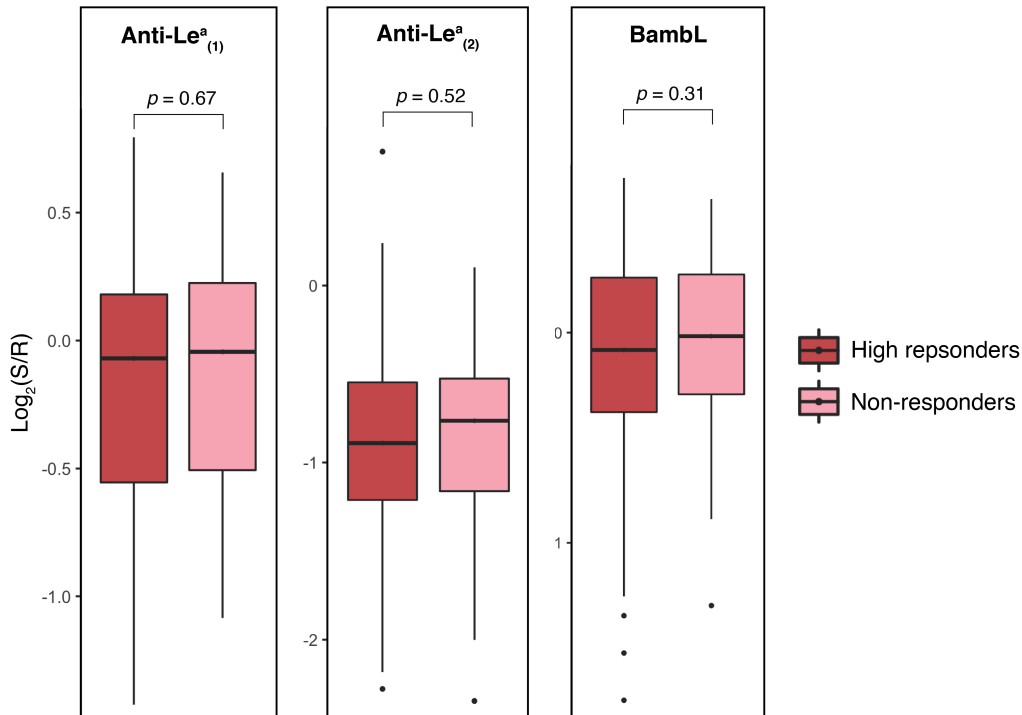 Anti-Leᵃ₍₁₎
p = 0.67
0.5
0.0
-0.5
-1.0
Log₂(S/R)
Anti-Leᵃ₍₂₎
p = 0.52
0
-1
-2
BambL
p = 0.31
0
1
High repsonders
Non-responders